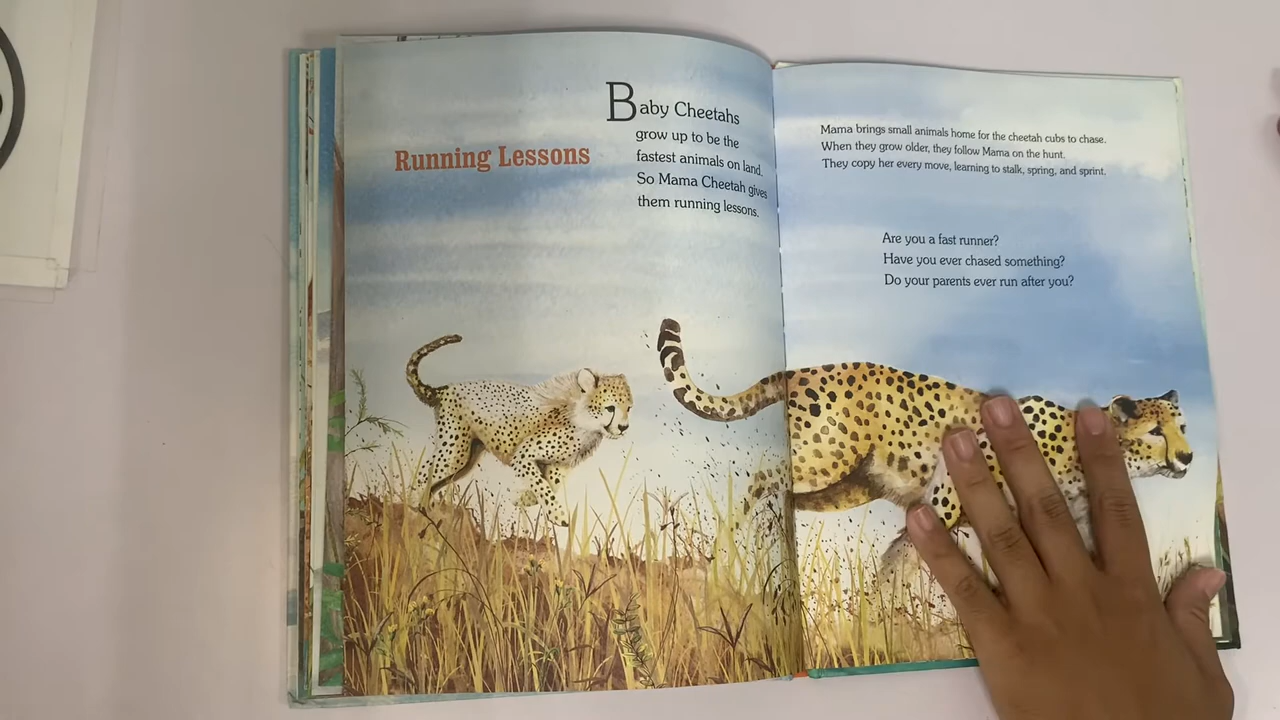 Running Lessons
Baby Cheetahs
grow up to be the
fastest animals on land.
So Mama Cheetah gives
them running lessons.
Mama brings small animals home for the cheetah cubs to chase.
When they grow older, they follow Mama on the hunt.
They copy her every move, learning to stalk, spring, and sprint.
Are you a fast runner?
Have you ever chased something?
Do your parents ever run after you?